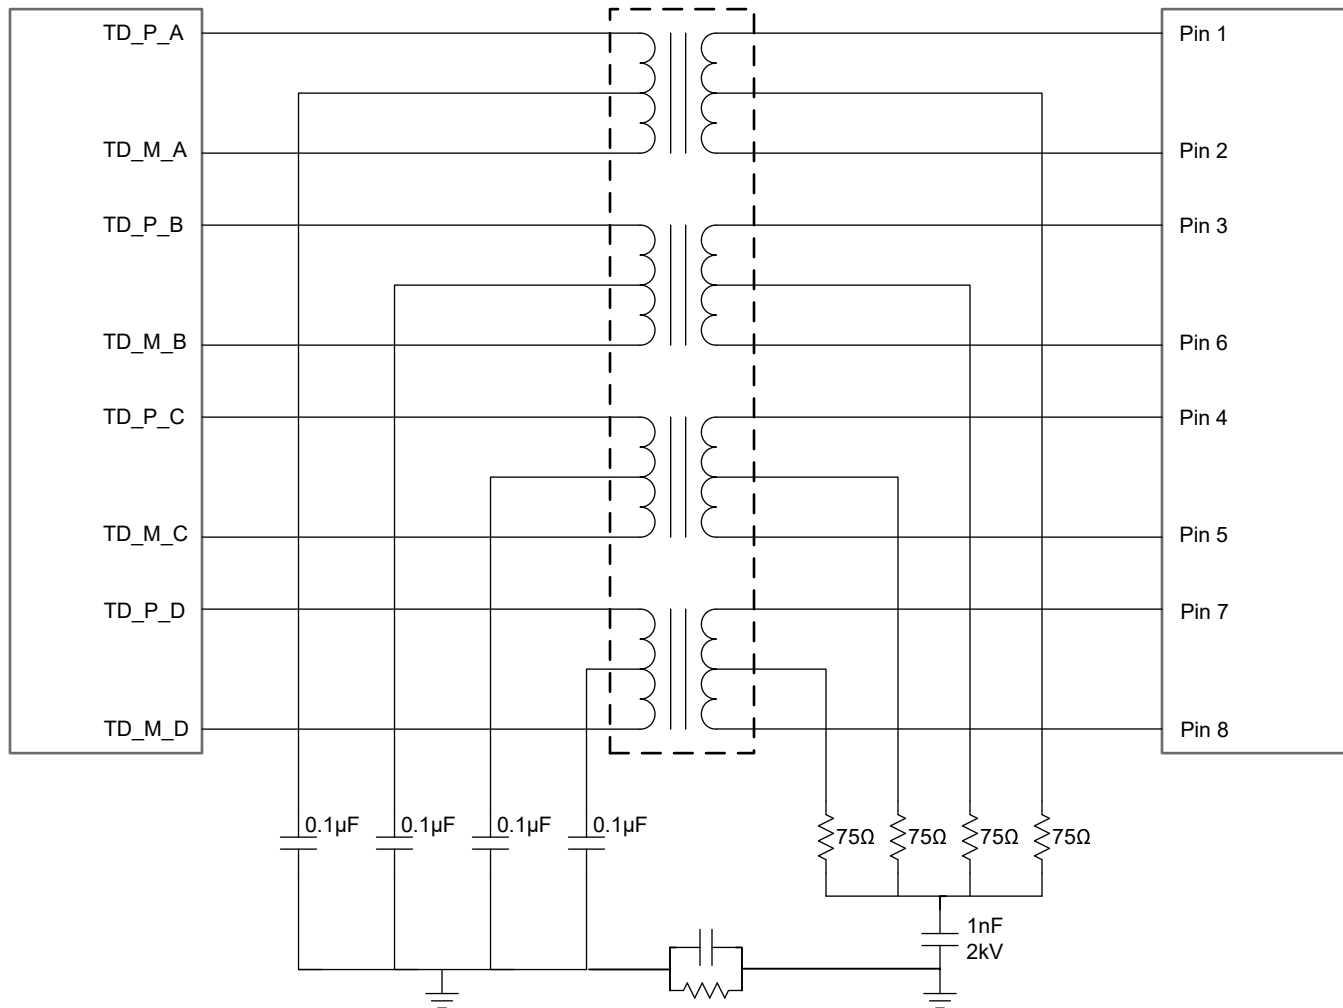 TD_P_A
Pin 1
TD_M_A
Pin 2
TD_P_B
Pin 3
TD_M_B
Pin 6
TD_P_C
Pin 4
TD_M_C
Pin 5
TD_P_D
Pin 7
TD_M_D
Pin 8
0.1µF
0.1µF
0.1µF
0.1µF
75Ω
75Ω
75Ω
75Ω
1nF
2kV